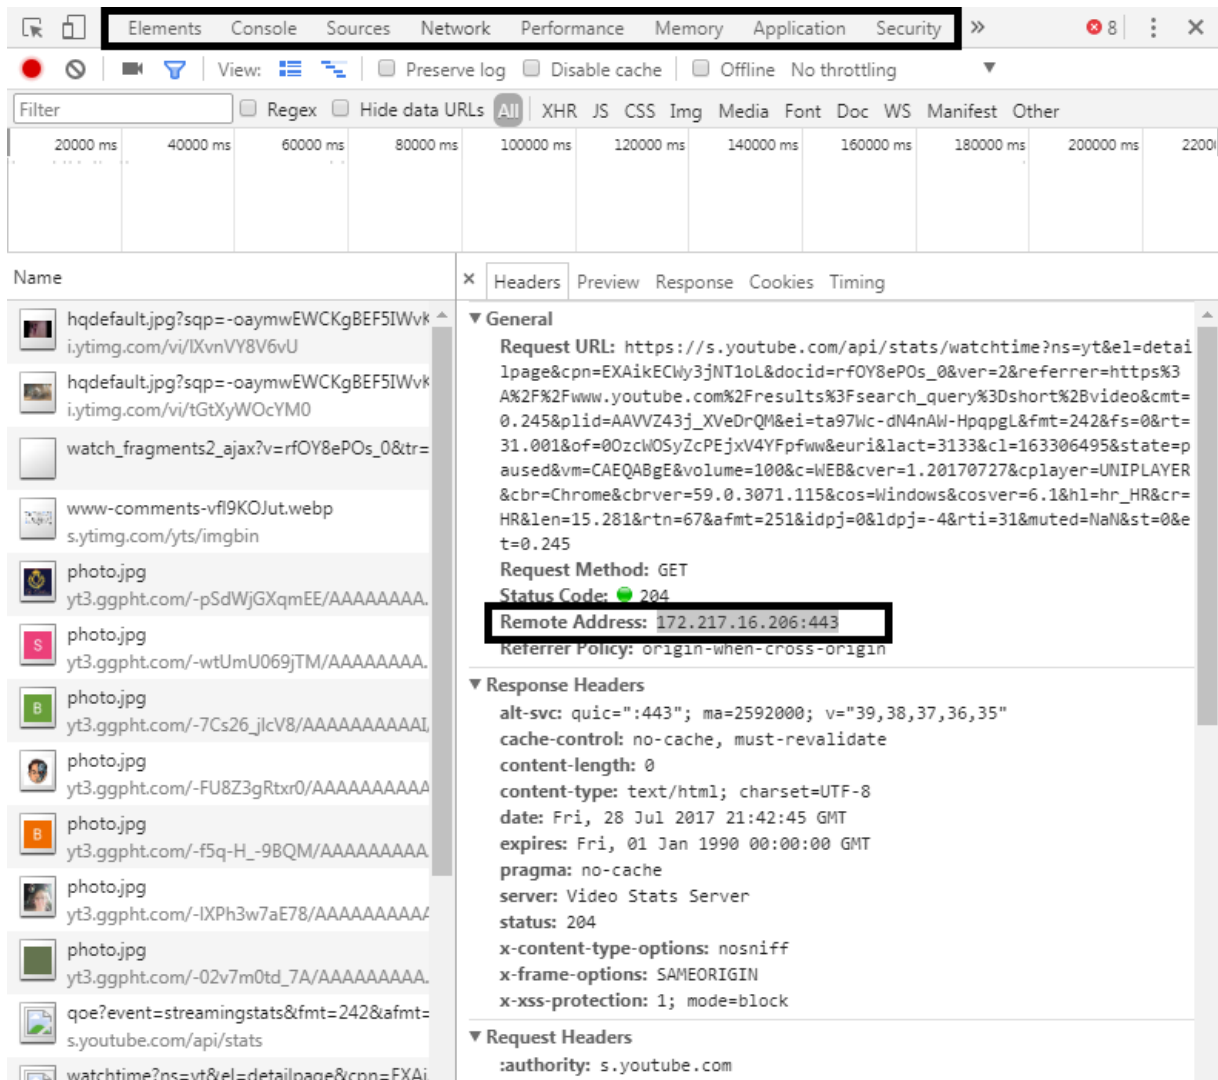 Elements Console Sources Network Performance Memory Application Security » 8
View: Preserve log Disable cache Offline No throttling
Filter Regex Hide data URLs All XHR JS CSS Img Media Font Doc WS Manifest Other
20000 ms 40000 ms 60000 ms 80000 ms 100000 ms 120000 ms 140000 ms 160000 ms 180000 ms 200000 ms 2200
Name
hqdefault.jpg?sqp=-oaymwEWCKgBEF5IWvK
i.ytimg.com/vi/lXvnVY8V6vU
hqdefault.jpg?sqp=-oaymwEWCKgBEF5IWvK
i.ytimg.com/vi/tGtXyWOcYM0
watch_fragments2_ajax?v=rfOY8ePOs_0&tr=
www-comments-vfl9KOJut.webp
s.ytimg.com/yts/imgbin
photo.jpg
yt3.ggpht.com/-pSdWjGXqmEE/AAAAAAAA.
S
photo.jpg
yt3.ggpht.com/-wtUmU069jTM/AAAAAAAA.
B
photo.jpg
yt3.ggpht.com/-7Cs26_jIcV8/AAAAAAAAAAI,
photo.jpg
yt3.ggpht.com/-FU8Z3gRtxr0/AAAAAAAAAA
B
photo.jpg
yt3.ggpht.com/-f5q-H_-9BQM/AAAAAAAAA
photo.jpg
yt3.ggpht.com/-IXPh3w7aE78/AAAAAAAAAA
photo.jpg
yt3.ggpht.com/-02v7m0td_7A/AAAAAAAAA.
qoe?event=streamingstats&fmt=242&afmt=
s.youtube.com/api/stats
watchtime?ns=yt&el=detailpage&cpn=EXAi
× Headers Preview Response Cookies Timing
General
Request URL: https://s.youtube.com/api/stats/watchtime?ns=yt&el=detai
lpage&cpn=EXAikECWy3jNT1oL&docid=rfOY8ePOs_0&ver=2&referrer=https%3
A%2F%2Fwww.youtube.com%2Fresults%3Fsearch_query%3Dshort%2Bvideo&cmt=
0.245&plid=AAVVZ43j_XVeDrQM&ei=ta97Wc-dN4nAW-HpqpgL&fmt=242&fs=0&rt=
31.001&of=0OzcWOSyZcPEjxV4YFpfww&euri&lact=3133&cl=163306495&state=p
aused&vm=CAEQABgE&volume=100&c=WEB&cver=1.20170727&cplayer=UNIPLAYER
&cbr=Chrome&cbrver=59.0.3071.115&cos=Windows&cosver=6.1&hl=hr_HR&cr=
HR&len=15.281&rtn=67&afmt=251&idpj=0&ldpj=-4&rti=31&muted=NaN&st=0&e
t=0.245
Request Method: GET
Status Code: 204
Remote Address: 172.217.16.206:443
Referrer Policy: origin-when-cross-origin
Response Headers
alt-svc: quic=":443"; ma=2592000; v="39,38,37,36,35"
cache-control: no-cache, must-revalidate
content-length: 0
content-type: text/html; charset=UTF-8
date: Fri, 28 Jul 2017 21:42:45 GMT
expires: Fri, 01 Jan 1990 00:00:00 GMT
pragma: no-cache
server: Video Stats Server
status: 204
x-content-type-options: nosniff
x-frame-options: SAMEORIGIN
x-xss-protection: 1; mode=block
Request Headers
:authority: s.youtube.com